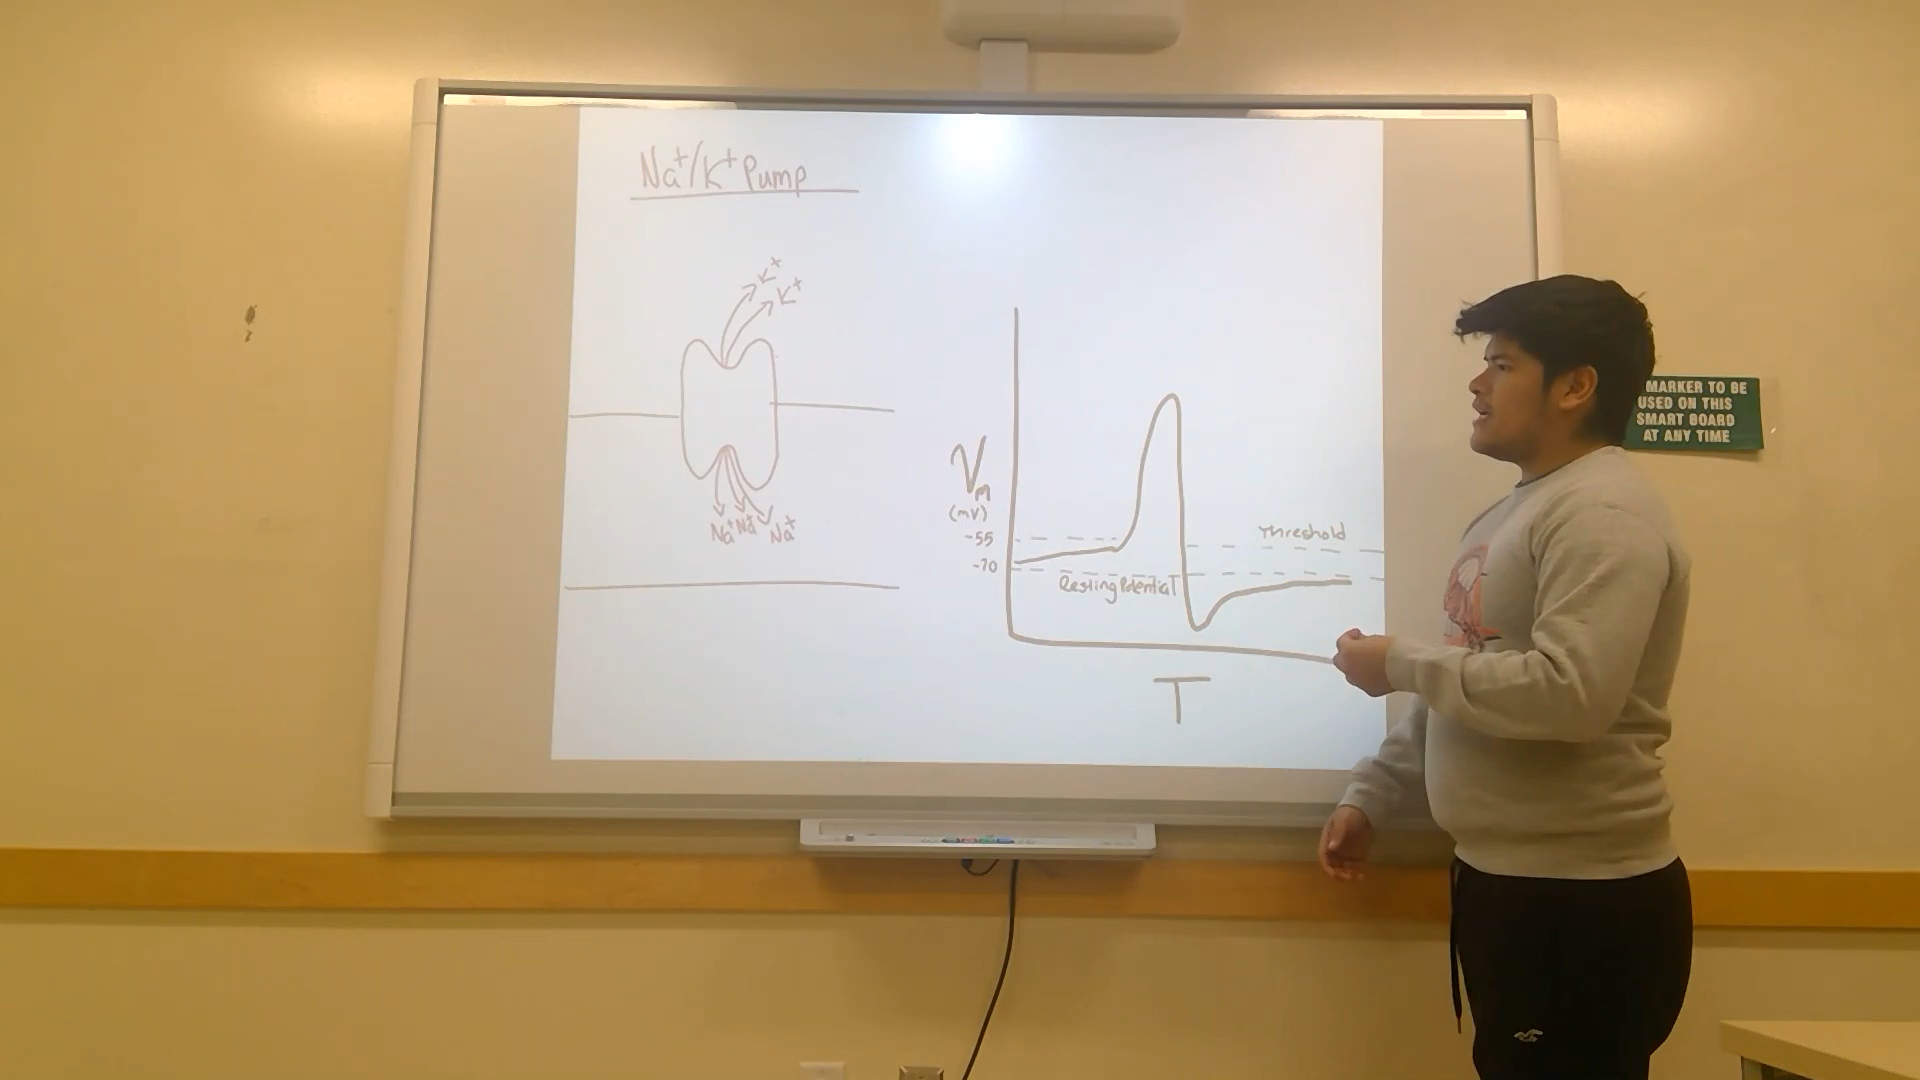 Na⁺/K⁺ Pump
K⁺
K⁺
Na⁺ Na⁺ Na⁺
Vm
(mV)
-55
-70
Threshold
Resting Potential
T
MARKER TO BE
USED ON THIS
SMART BOARD
AT ANY TIME